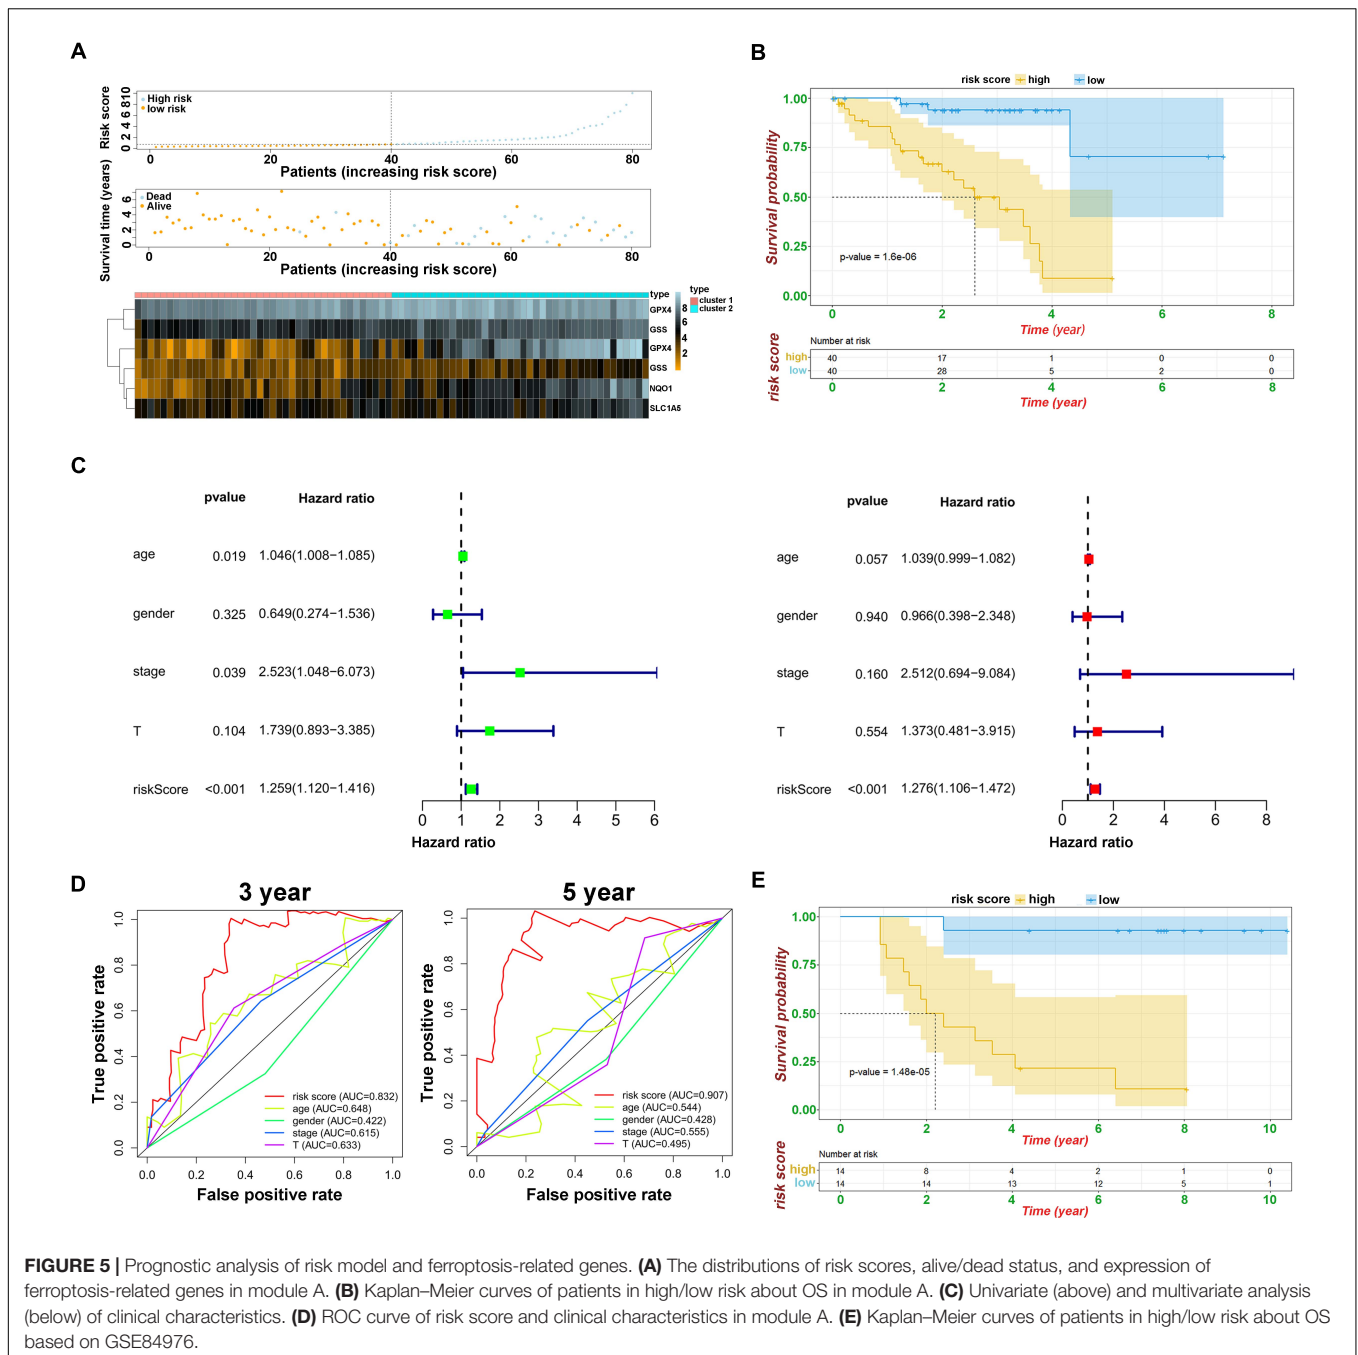 A
Risk score
0 2 4 6 8 10
High risk
low risk
0 20 40 60 80
Patients (increasing risk score)
Survival time (years)
0 2 4 6
Dead
Alive
0 20 40 60 80
Patients (increasing risk score)
type
GPX4
GSS
GPX4
GSS
NQO1
SLC1A5
8
6
4
2
type
cluster 1
cluster 2
B
risk score high low
Survival probability
1.00
0.75
0.50
0.25
0.00
p-value = 1.6e-06
0 2 4 6 8
Time (year)
risk score
Number at risk
high 40 17 1 0 0
low 40 28 5 2 0
0 2 4 6 8
Time (year)
C
pvalue Hazard ratio
age 0.019 1.046(1.008−1.085)
gender 0.325 0.649(0.274−1.536)
stage 0.039 2.523(1.048−6.073)
T 0.104 1.739(0.893−3.385)
riskScore <0.001 1.259(1.120−1.416)
0 1 2 3 4 5 6
Hazard ratio
pvalue Hazard ratio
age 0.057 1.039(0.999−1.082)
gender 0.940 0.966(0.398−2.348)
stage 0.160 2.512(0.694−9.084)
T 0.554 1.373(0.481−3.915)
riskScore <0.001 1.276(1.106−1.472)
0 2 4 6 8
Hazard ratio
D
3 year
True positive rate
0.0 0.2 0.4 0.6 0.8 1.0
risk score (AUC=0.832)
age (AUC=0.648)
gender (AUC=0.422)
stage (AUC=0.615)
T (AUC=0.633)
0.0 0.2 0.4 0.6 0.8 1.0
False positive rate
5 year
True positive rate
0.0 0.2 0.4 0.6 0.8 1.0
risk score (AUC=0.907)
age (AUC=0.544)
gender (AUC=0.428)
stage (AUC=0.555)
T (AUC=0.495)
0.0 0.2 0.4 0.6 0.8 1.0
False positive rate
E
risk score high low
Survival probability
1.00
0.75
0.50
0.25
0.00
p-value = 1.48e-05
0 2 4 6 8 10
Time (year)
risk score
Number at risk
high 14 8 4 2 1 0
low 14 14 13 12 5 1
0 2 4 6 8 10
Time (year)
FIGURE 5 | Prognostic analysis of risk model and ferroptosis-related genes. (A) The distributions of risk scores, alive/dead status, and expression of
ferroptosis-related genes in module A. (B) Kaplan–Meier curves of patients in high/low risk about OS in module A. (C) Univariate (above) and multivariate analysis
(below) of clinical characteristics. (D) ROC curve of risk score and clinical characteristics in module A. (E) Kaplan–Meier curves of patients in high/low risk about OS
based on GSE84976.